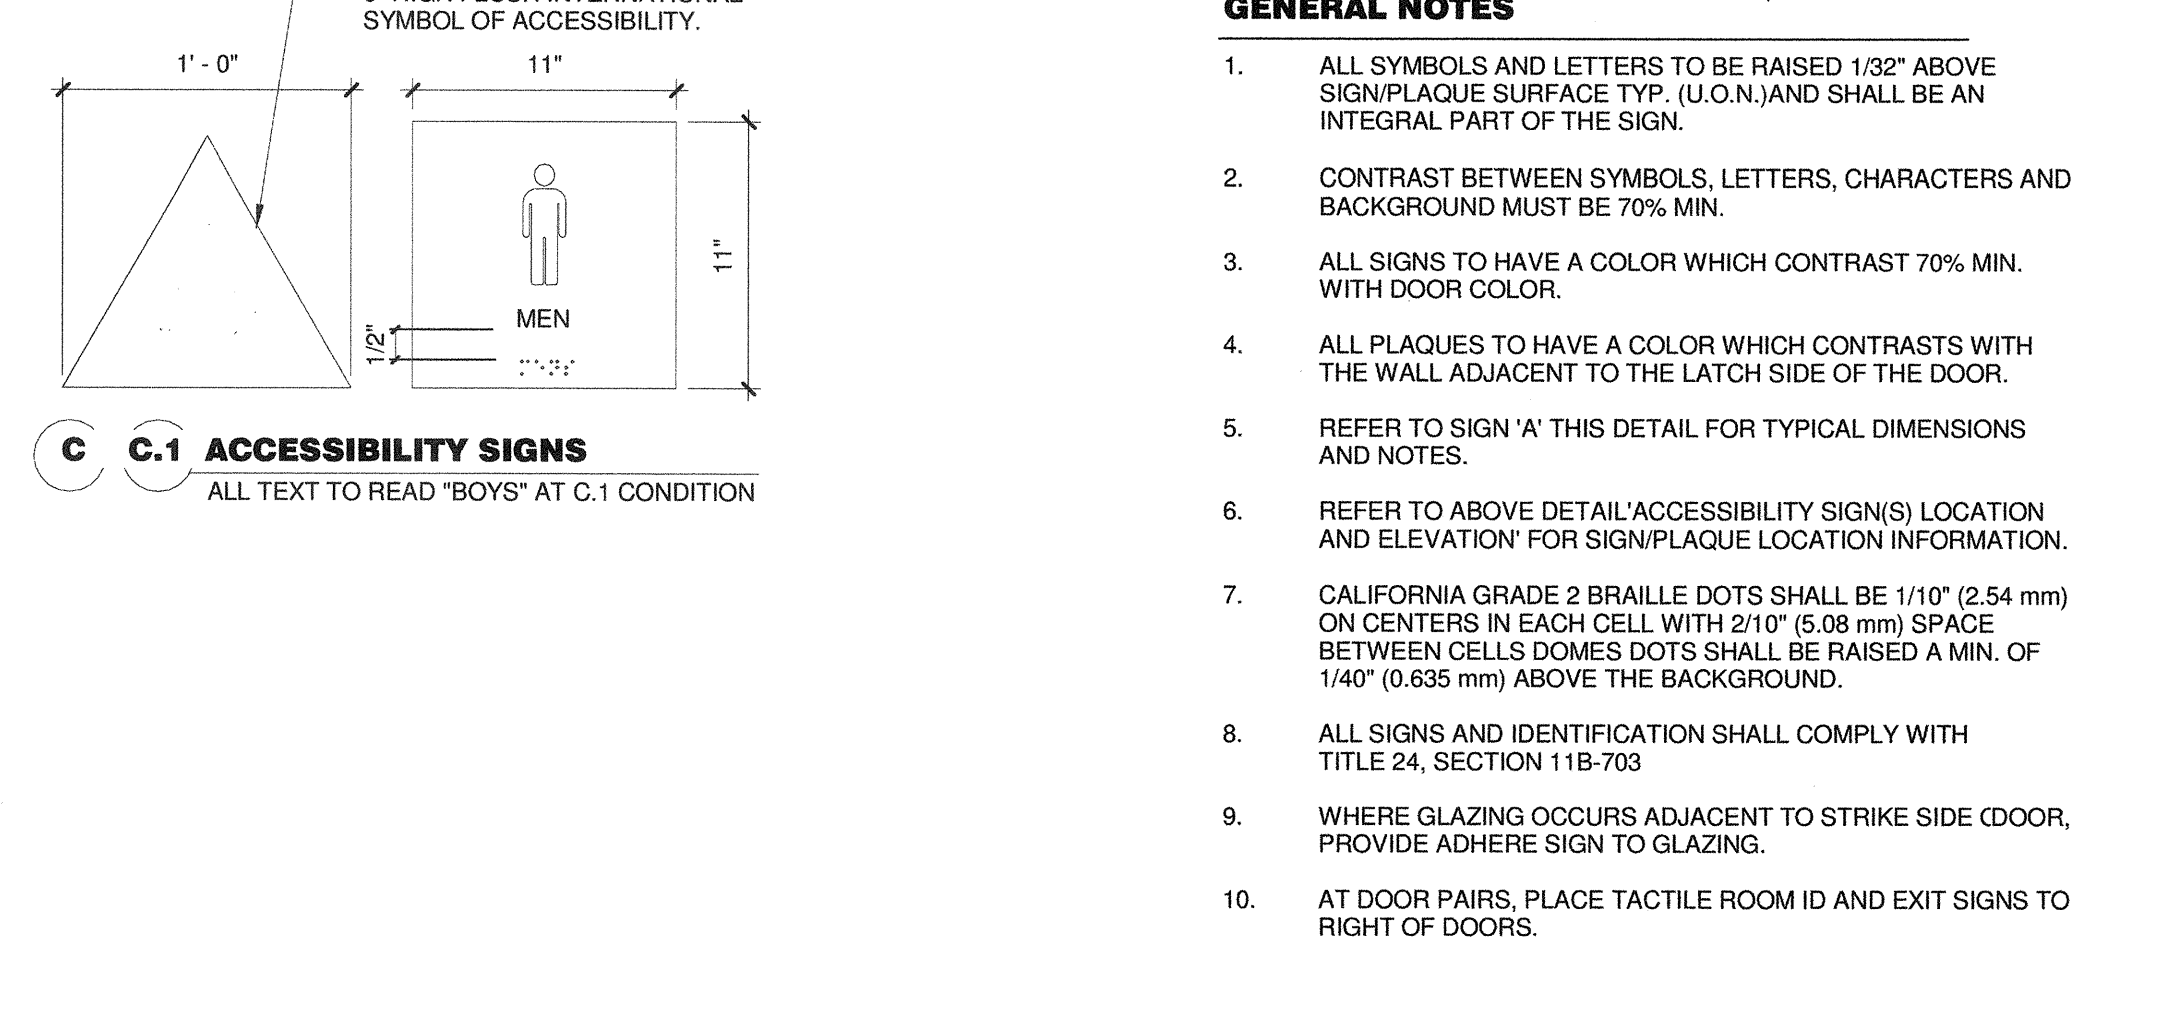 SYMBOL OF ACCESSIBILITY.
1' - 0"
11"
11"
MEN
1/2"
C
C.1
ACCESSIBILITY SIGNS
ALL TEXT TO READ "BOYS" AT C.1 CONDITION
GENERAL NOTES
1. ALL SYMBOLS AND LETTERS TO BE RAISED 1/32" ABOVE
SIGN/PLAQUE SURFACE TYP. (U.O.N.)AND SHALL BE AN
INTEGRAL PART OF THE SIGN.
2. CONTRAST BETWEEN SYMBOLS, LETTERS, CHARACTERS AND
BACKGROUND MUST BE 70% MIN.
3. ALL SIGNS TO HAVE A COLOR WHICH CONTRAST 70% MIN.
WITH DOOR COLOR.
4. ALL PLAQUES TO HAVE A COLOR WHICH CONTRASTS WITH
THE WALL ADJACENT TO THE LATCH SIDE OF THE DOOR.
5. REFER TO SIGN 'A' THIS DETAIL FOR TYPICAL DIMENSIONS
AND NOTES.
6. REFER TO ABOVE DETAIL'ACCESSIBILITY SIGN(S) LOCATION
AND ELEVATION' FOR SIGN/PLAQUE LOCATION INFORMATION.
7. CALIFORNIA GRADE 2 BRAILLE DOTS SHALL BE 1/10" (2.54 mm)
ON CENTERS IN EACH CELL WITH 2/10" (5.08 mm) SPACE
BETWEEN CELLS DOMES DOTS SHALL BE RAISED A MIN. OF
1/40" (0.635 mm) ABOVE THE BACKGROUND.
8. ALL SIGNS AND IDENTIFICATION SHALL COMPLY WITH
TITLE 24, SECTION 11B-703
9. WHERE GLAZING OCCURS ADJACENT TO STRIKE SIDE DOOR,
PROVIDE ADHERE SIGN TO GLAZING.
10. AT DOOR PAIRS, PLACE TACTILE ROOM ID AND EXIT SIGNS TO
RIGHT OF DOORS.